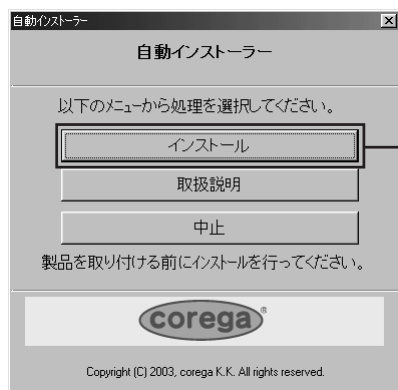 自動インストーラー
自動インストーラー
以下のメニューから処理を選択してください。
インストール
取扱説明
中止
製品を取り付ける前にインストールを行ってください。
corega®
Copyright (C) 2003, corega K.K. All rights reserved.